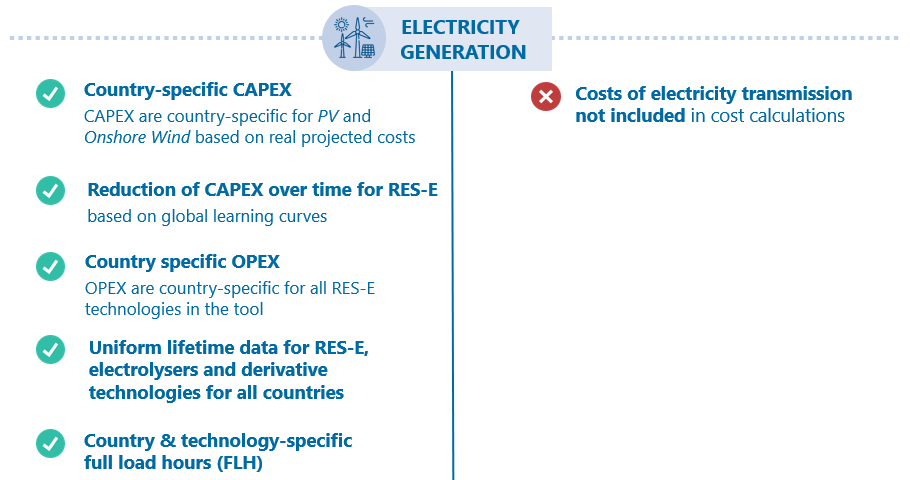 ELECTRICITY
GENERATION
Country-specific CAPEX
CAPEX are country-specific for PV and
Onshore Wind based on real projected costs
Reduction of CAPEX over time for RES-E
based on global learning curves
Country specific OPEX
OPEX are country-specific for all RES-E
technologies in the tool
Uniform lifetime data for RES-E,
electrolysers and derivative
technologies for all countries
Country & technology-specific
full load hours (FLH)
Costs of electricity transmission
not included in cost calculations